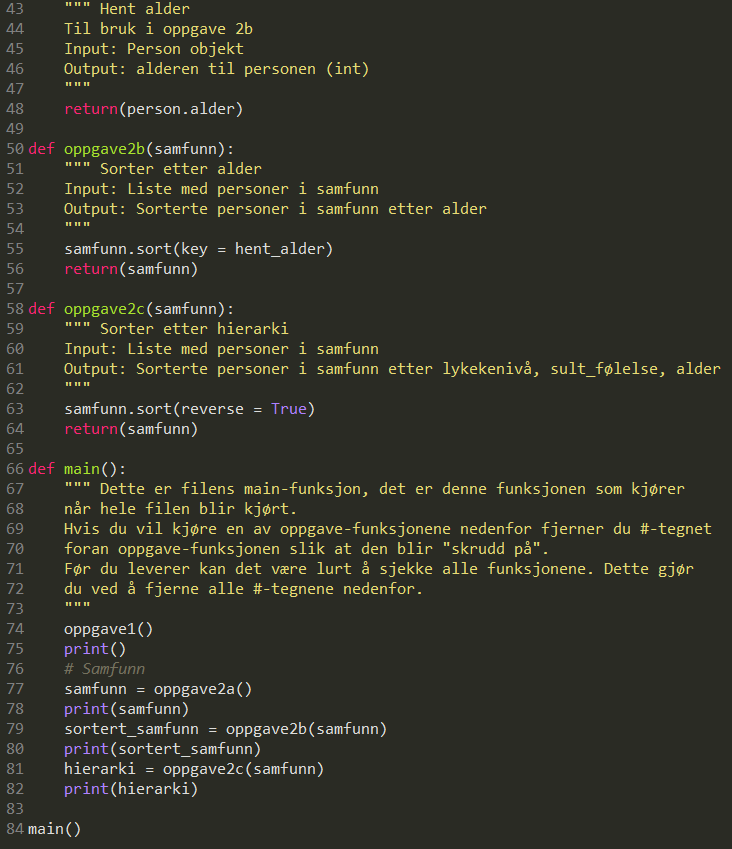 43     """ Hent alder
44     Til bruk i oppgave 2b
45     Input: Person objekt
46     Output: alderen til personen (int)
47     """
48     return(person.alder)
49
50 def oppgave2b(samfunn):
51     """ Sorter etter alder
52     Input: Liste med personer i samfunn
53     Output: Sorterte personer i samfunn etter alder
54     """
55     samfunn.sort(key = hent_alder)
56     return(samfunn)
57
58 def oppgave2c(samfunn):
59     """ Sorter etter hierarki
60     Input: Liste med personer i samfunn
61     Output: Sorterte personer i samfunn etter lykekenivå, sult_følelse, alder
62     """
63     samfunn.sort(reverse = True)
64     return(samfunn)
65
66 def main():
67     """ Dette er filens main-funksjon, det er denne funksjonen som kjører
68     når hele filen blir kjørt.
69     Hvis du vil kjøre en av oppgave-funksjonene nedenfor fjerner du #-tegnet
70     foran oppgave-funksjonen slik at den blir "skrudd på".
71     Før du leverer kan det være lurt å sjekke alle funksjonene. Dette gjør
72     du ved å fjerne alle #-tegnene nedenfor.
73     """
74     oppgave1()
75     print()
76     # Samfunn
77     samfunn = oppgave2a()
78     print(samfunn)
79     sortert_samfunn = oppgave2b(samfunn)
80     print(sortert_samfunn)
81     hierarki = oppgave2c(samfunn)
82     print(hierarki)
83
84 main()